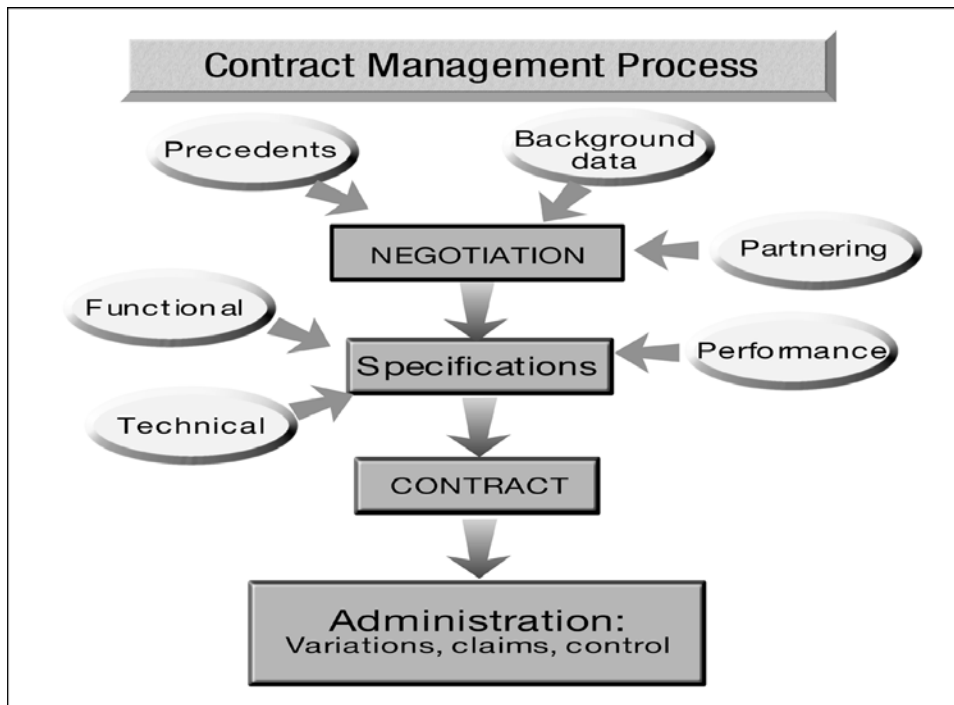 Contract Management Process
Precedents
Background
data
NEGOTIATION
Partnering
Functional
Specifications
Performance
Technical
CONTRACT
Administration:
Variations, claims, control